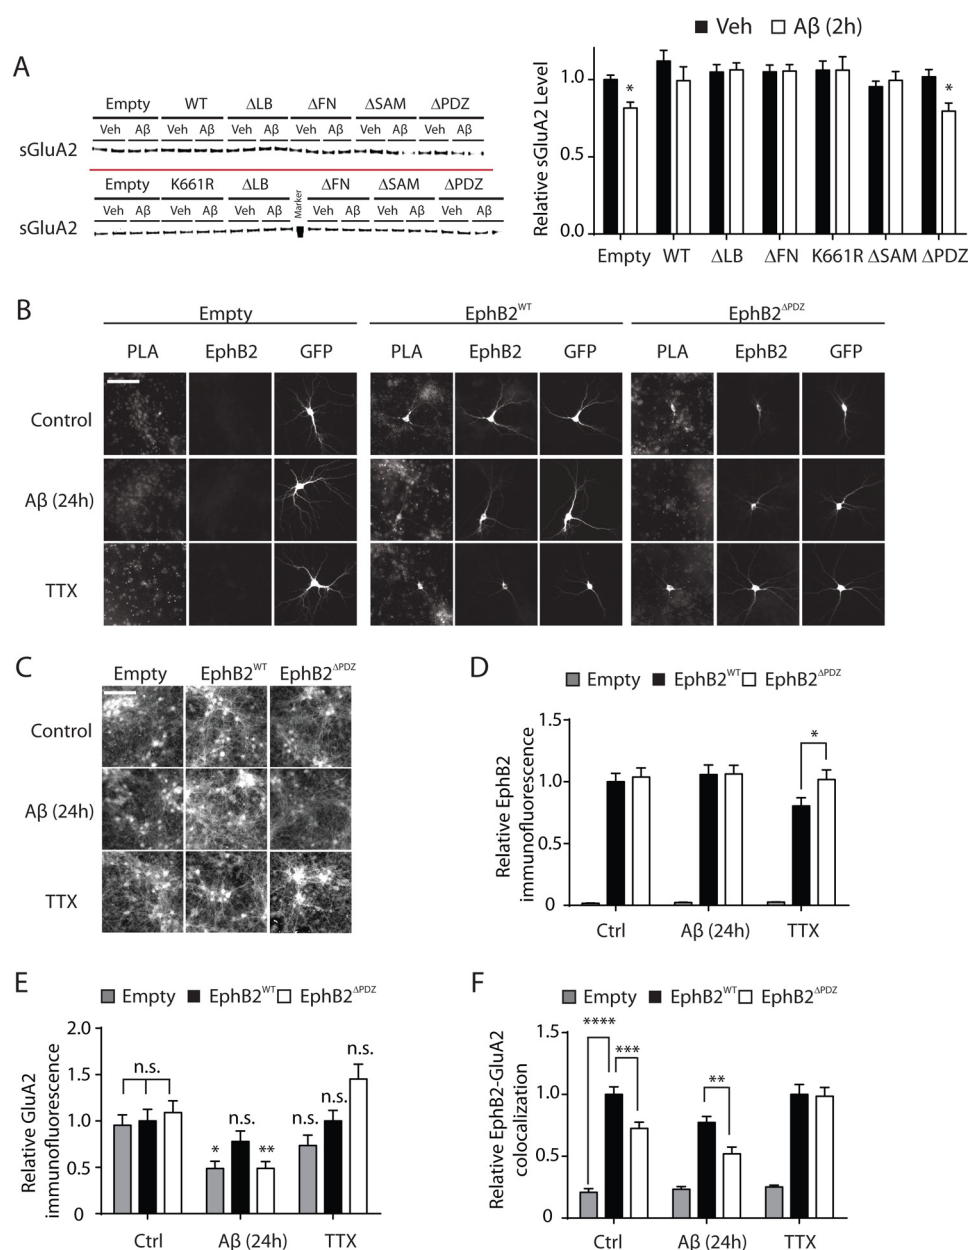 A
Empty WT ΔLB ΔFN ΔSAM ΔPDZ
Veh Aβ Veh Aβ Veh Aβ Veh Aβ Veh Aβ Veh Aβ
sGluA2
Empty K661R ΔLB Marker ΔFN ΔSAM ΔPDZ
Veh Aβ Veh Aβ Veh Aβ Veh Aβ Veh Aβ Veh Aβ
sGluA2
Veh Aβ (2h)
Relative sGluA2 Level
1.0
0.5
0.0
* *
Empty WT ΔLB ΔFN K661R ΔSAM ΔPDZ
B
Empty EphB2WT EphB2ΔPDZ
PLA EphB2 GFP PLA EphB2 GFP PLA EphB2 GFP
Control
Aβ (24h)
TTX
C
Empty EphB2WT EphB2ΔPDZ
Control
Aβ (24h)
TTX
D
Empty EphB2WT EphB2ΔPDZ
Relative EphB2
immunofluorescence
1.5
1.0
0.5
0
*
Ctrl Aβ (24h) TTX
E
Empty EphB2WT EphB2ΔPDZ
Relative GluA2
immunofluorescence
2.0
1.5
1.0
0.5
0
n.s. * n.s. ** n.s. n.s. n.s.
Ctrl Aβ (24h) TTX
F
Empty EphB2WT EphB2ΔPDZ
Relative EphB2-GluA2
colocalization
1.5
1.0
0.5
0
**** *** **
Ctrl Aβ (24h) TTX